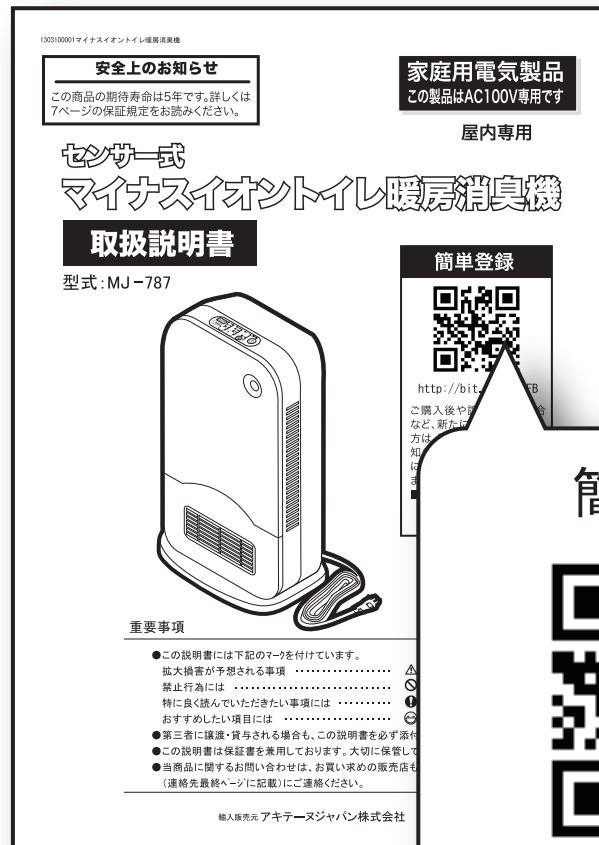 1303100001マイナスイオントイレ暖房消臭機
安全上のお知らせ
この商品の期待寿命は5年です。詳しくは
7ページの保証規定をお読みください。
家庭用電気製品
この製品はAC100V専用です
屋内専用
センサー式
マイナスイオントイレ暖房消臭機
取扱説明書
型式:MJ-787
簡単登録
http://bit.
ご購入後や
など、新たに
方は
知
に
ま
簡
重要事項
●この説明書には下記のマークを付けています。
拡大損害が予想される事項 ・・・・・・・・・・・・・・・・
禁止行為には ・・・・・・・・・・・・・・・・・・・・・・
特に良く読んでいただきたい事項には ・・・・・・・・
おすすめしたい項目には ・・・・・・・・・・・・・・・・
●第三者に譲渡・貸与される場合も、この説明書を必ず添付
●この説明書は保証書を兼用しております。大切に保管して
●当商品に関するお問い合わせは、お買い求めの販売店も
(連絡先最終ページに記載)にご連絡ください。
輸入販売元 アキテーヌジャパン株式会社